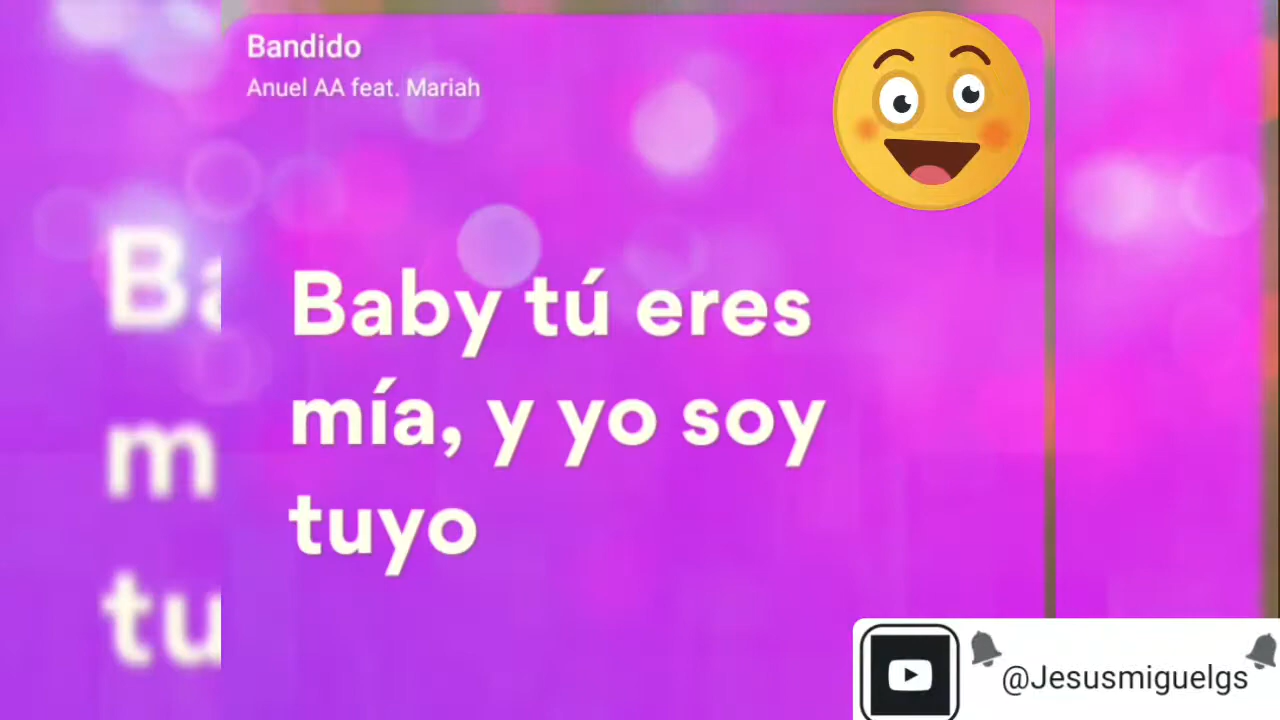 Bandido
Anuel AA feat. Mariah
Baby tú eres
mía, y yo soy
tuyo
@Jesusmiguelgs